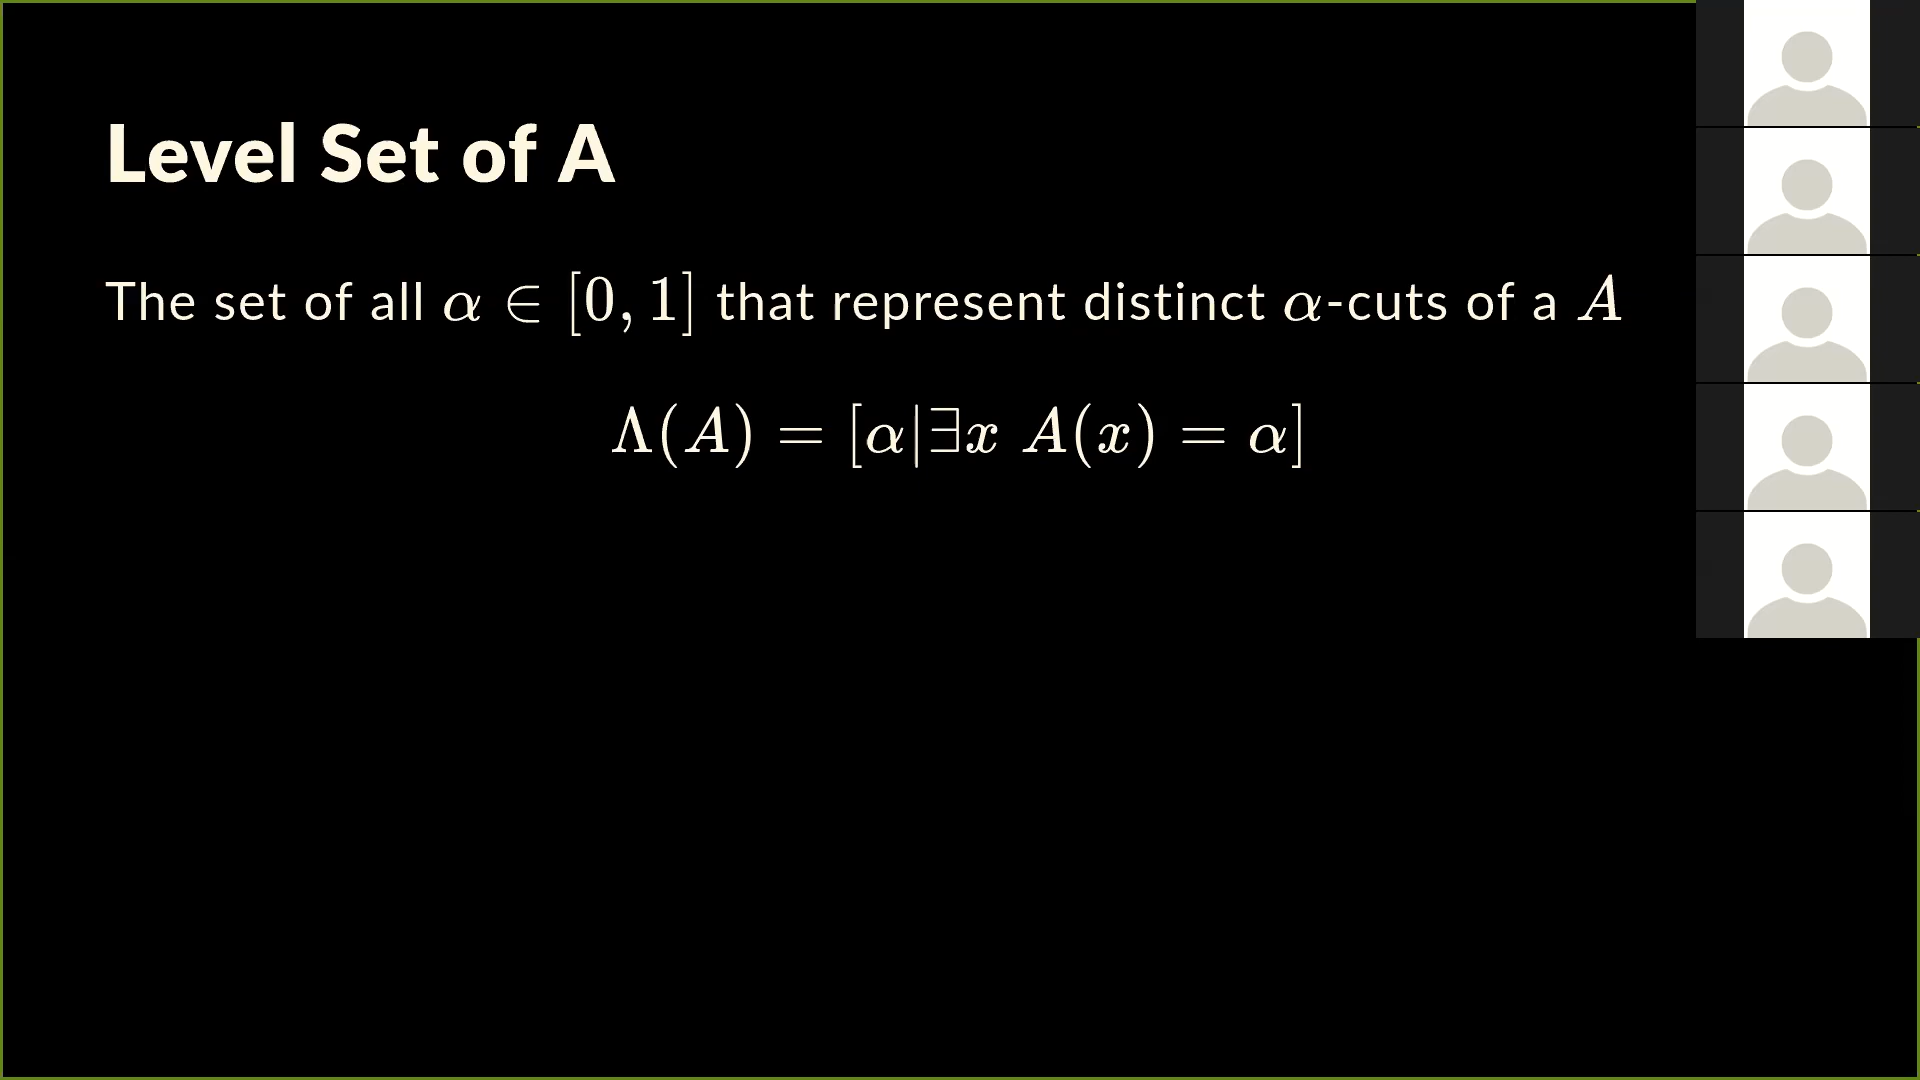 Level Set of A
The set of all α ∈ [0, 1] that represent distinct α-cuts of a A
Λ(A) = [α|∃x A(x) = α]